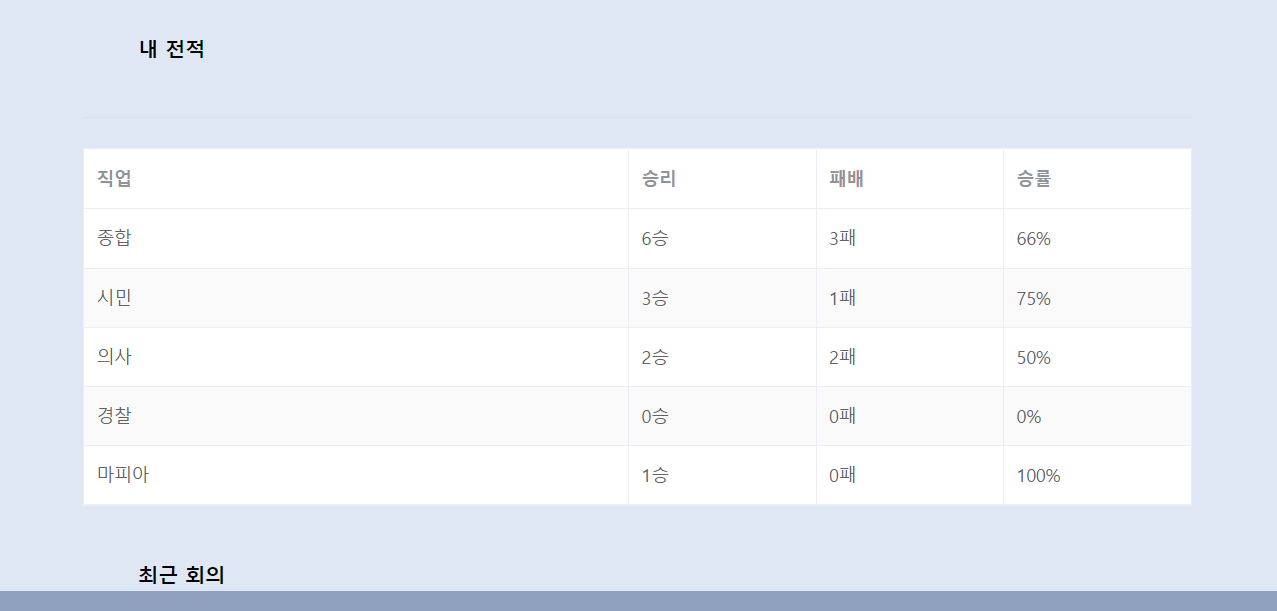 내 전적
직업 승리 패배 승률
종합 6승 3패 66%
시민 3승 1패 75%
의사 2승 2패 50%
경찰 0승 0패 0%
마피아 1승 0패 100%
최근 회의